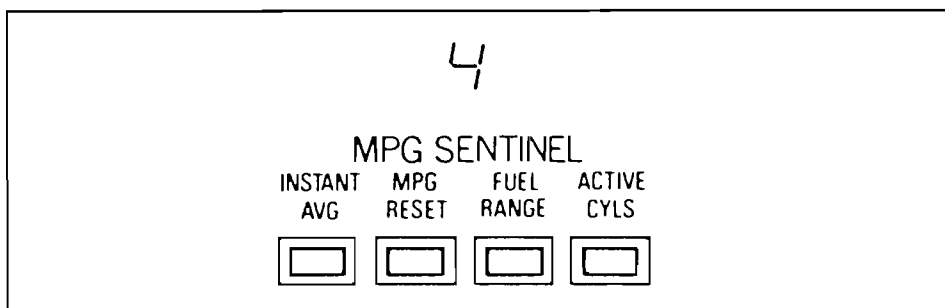 4
MPG SENTINEL
INSTANT MPG FUEL ACTIVE
AVG RESET RANGE CYLS